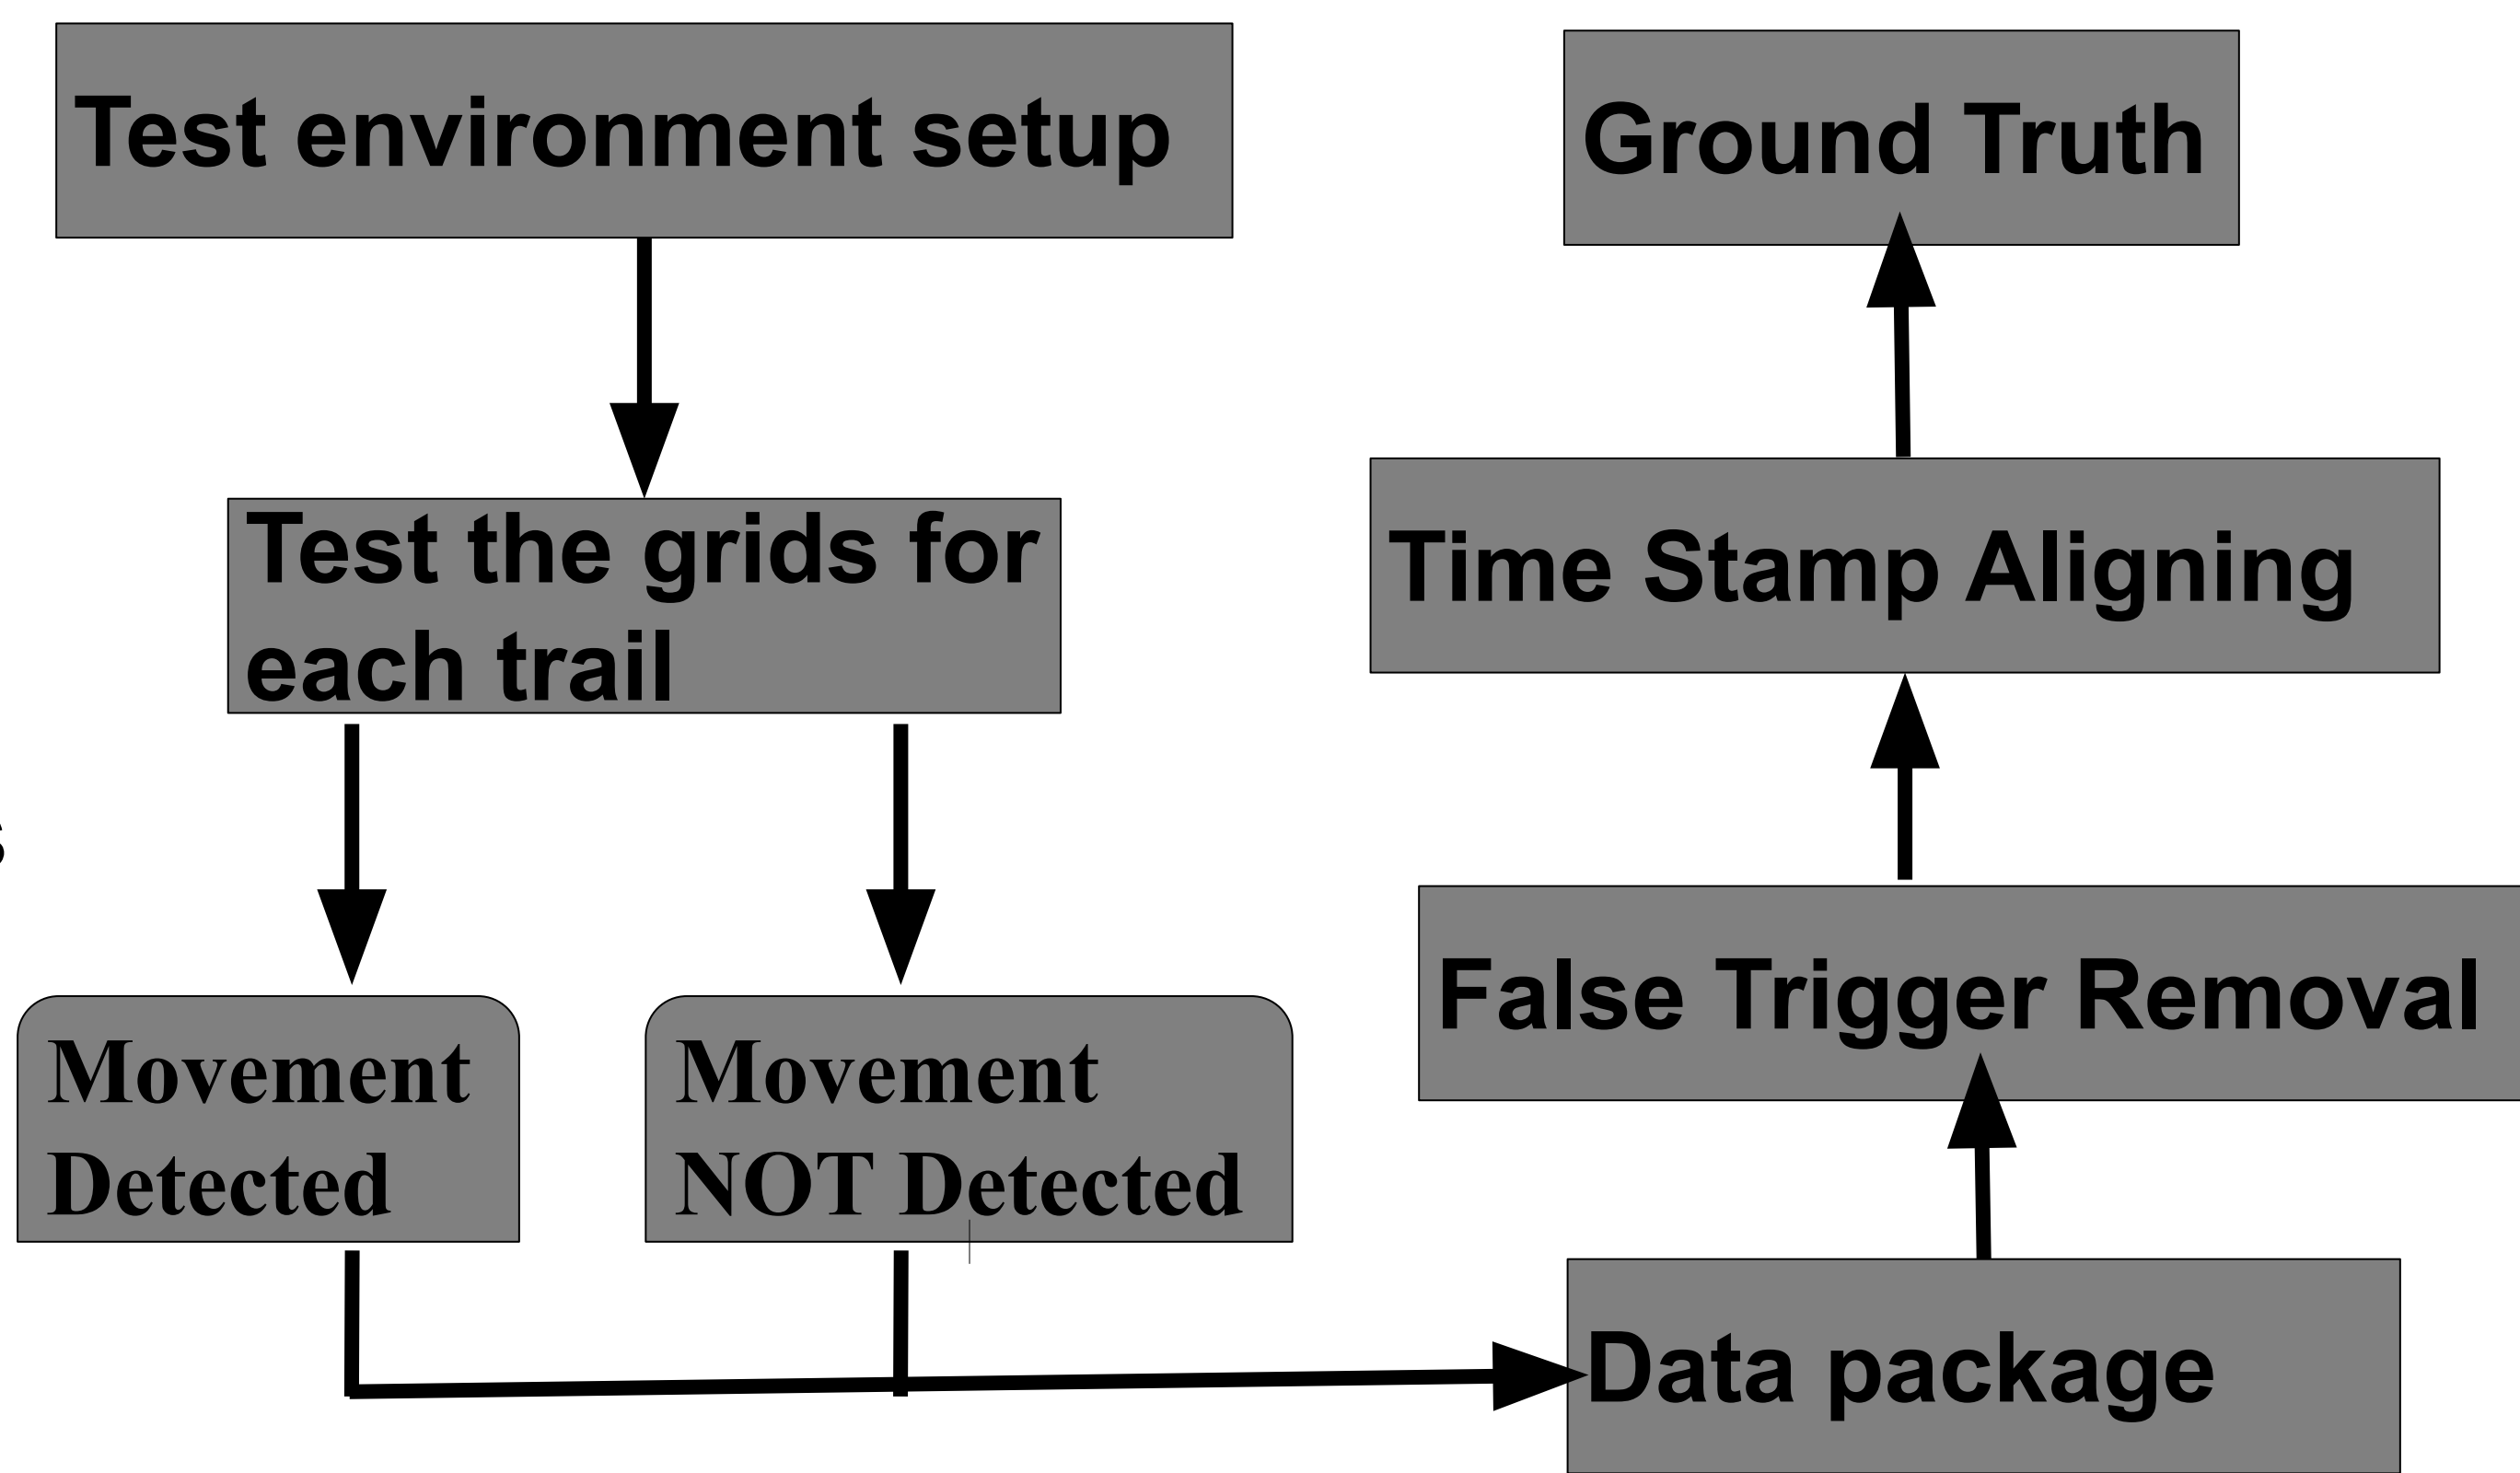 Test environment setup
Test the grids for
each trail
Movement
Detected
Movement
NOT Detected
Data package
False Trigger Removal
Time Stamp Aligning
Ground Truth